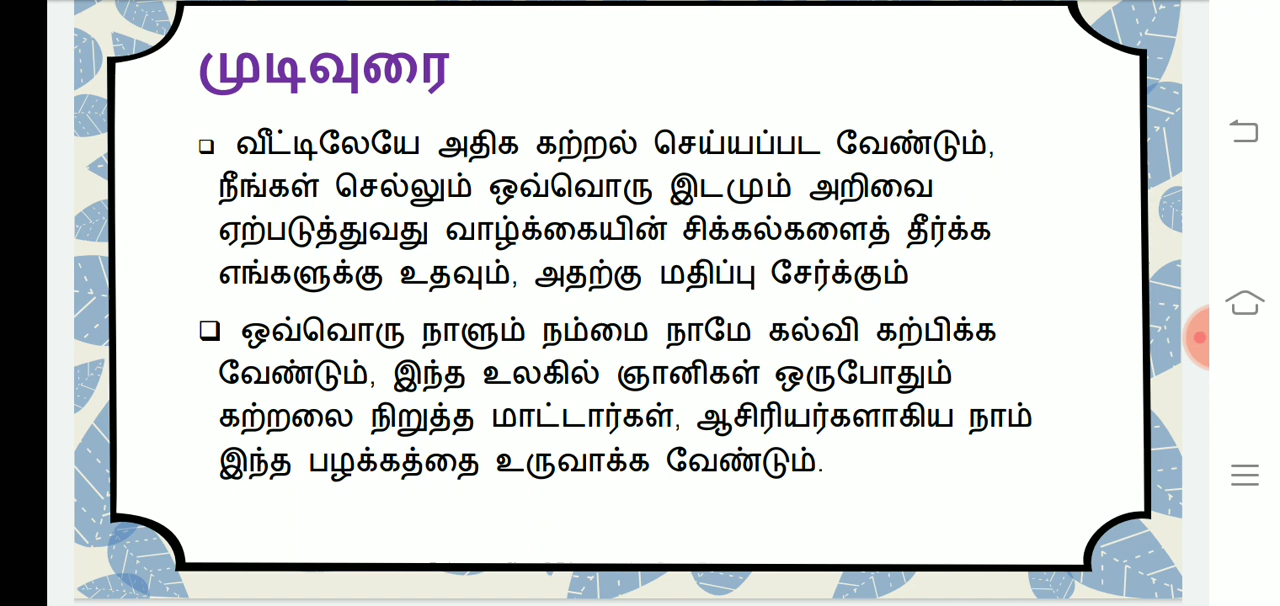 முடிவுரை
❑ வீட்டிலேயே அதிக கற்றல் செய்யப்பட வேண்டும்,
நீங்கள் செல்லும் ஒவ்வொரு இடமும் அறிவை
ஏற்படுத்துவது வாழ்க்கையின் சிக்கல்களைத் தீர்க்க
எங்களுக்கு உதவும், அதற்கு மதிப்பு சேர்க்கும்
❑ ஒவ்வொரு நாளும் நம்மை நாமே கல்வி கற்பிக்க
வேண்டும், இந்த உலகில் ஞானிகள் ஒருபோதும்
கற்றலை நிறுத்த மாட்டார்கள், ஆசிரியர்களாகிய நாம்
இந்த பழக்கத்தை உருவாக்க வேண்டும்.